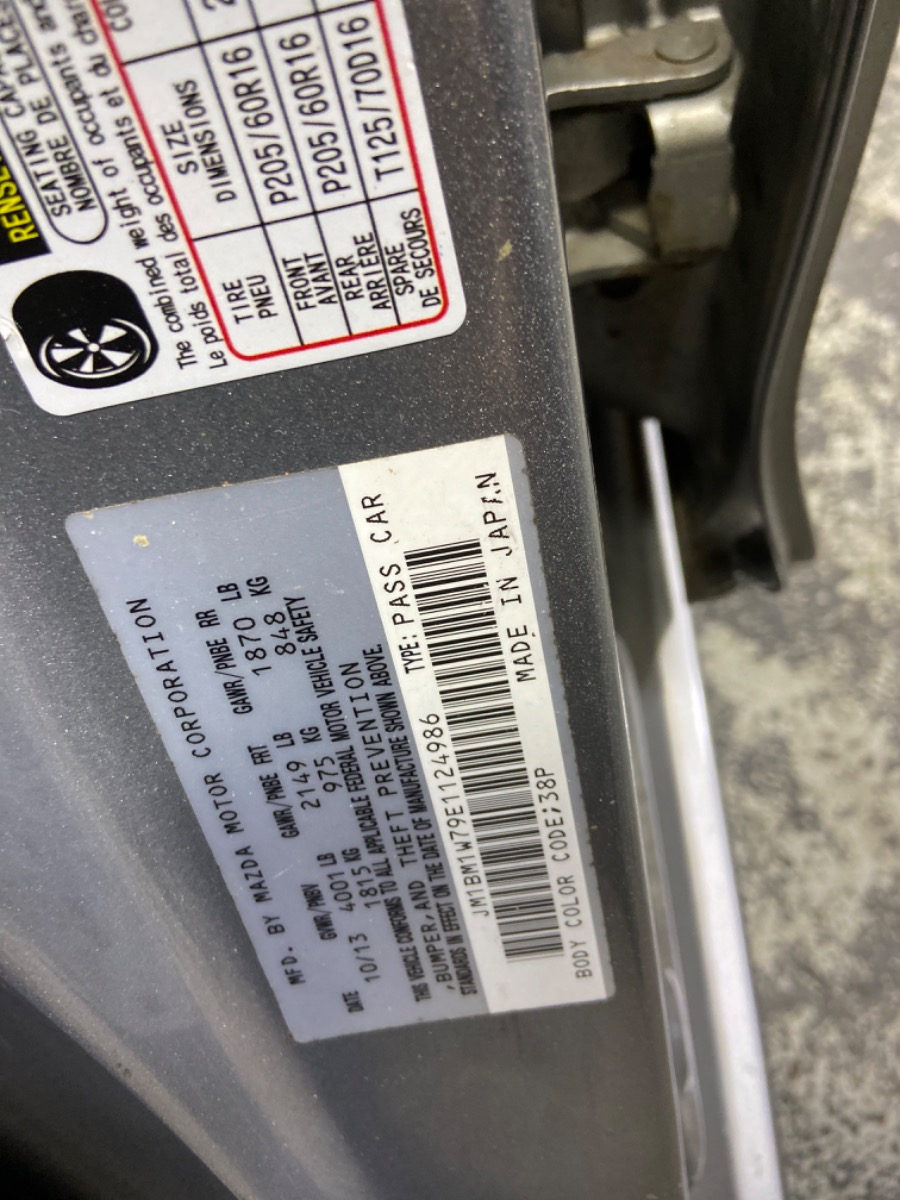 RENSE
SEATING CAPA
NOMBRE DE PLACE
The combined weight of occupants and
Le poids total des occupants et du char
TIRE
PNEU
SIZE
DIMENSIONS
COL
FRONT
AVANT
P205/60R16
REAR
ARRIÈRE
P205/60R16
SPARE
DE SECOURS
T125/70D16
MFD. BY MAZDA MOTOR CORPORATION
DATE GVWR/PNBV GAWR/PNBE FRT GAWR/PNBE RR
10/13 4001 LB 2149 LB 1870 LB
1815 KG 975 KG 848 KG
THIS VEHICLE CONFORMS TO ALL APPLICABLE FEDERAL MOTOR VEHICLE SAFETY
,BUMPER,AND THEFT PREVENTION
STANDARDS IN EFFECT ON THE DATE OF MANUFACTURE SHOWN ABOVE.
JM1BM1W79E1124986 TYPE: PASS CAR
BODY COLOR CODE;38P MADE IN JAPAN